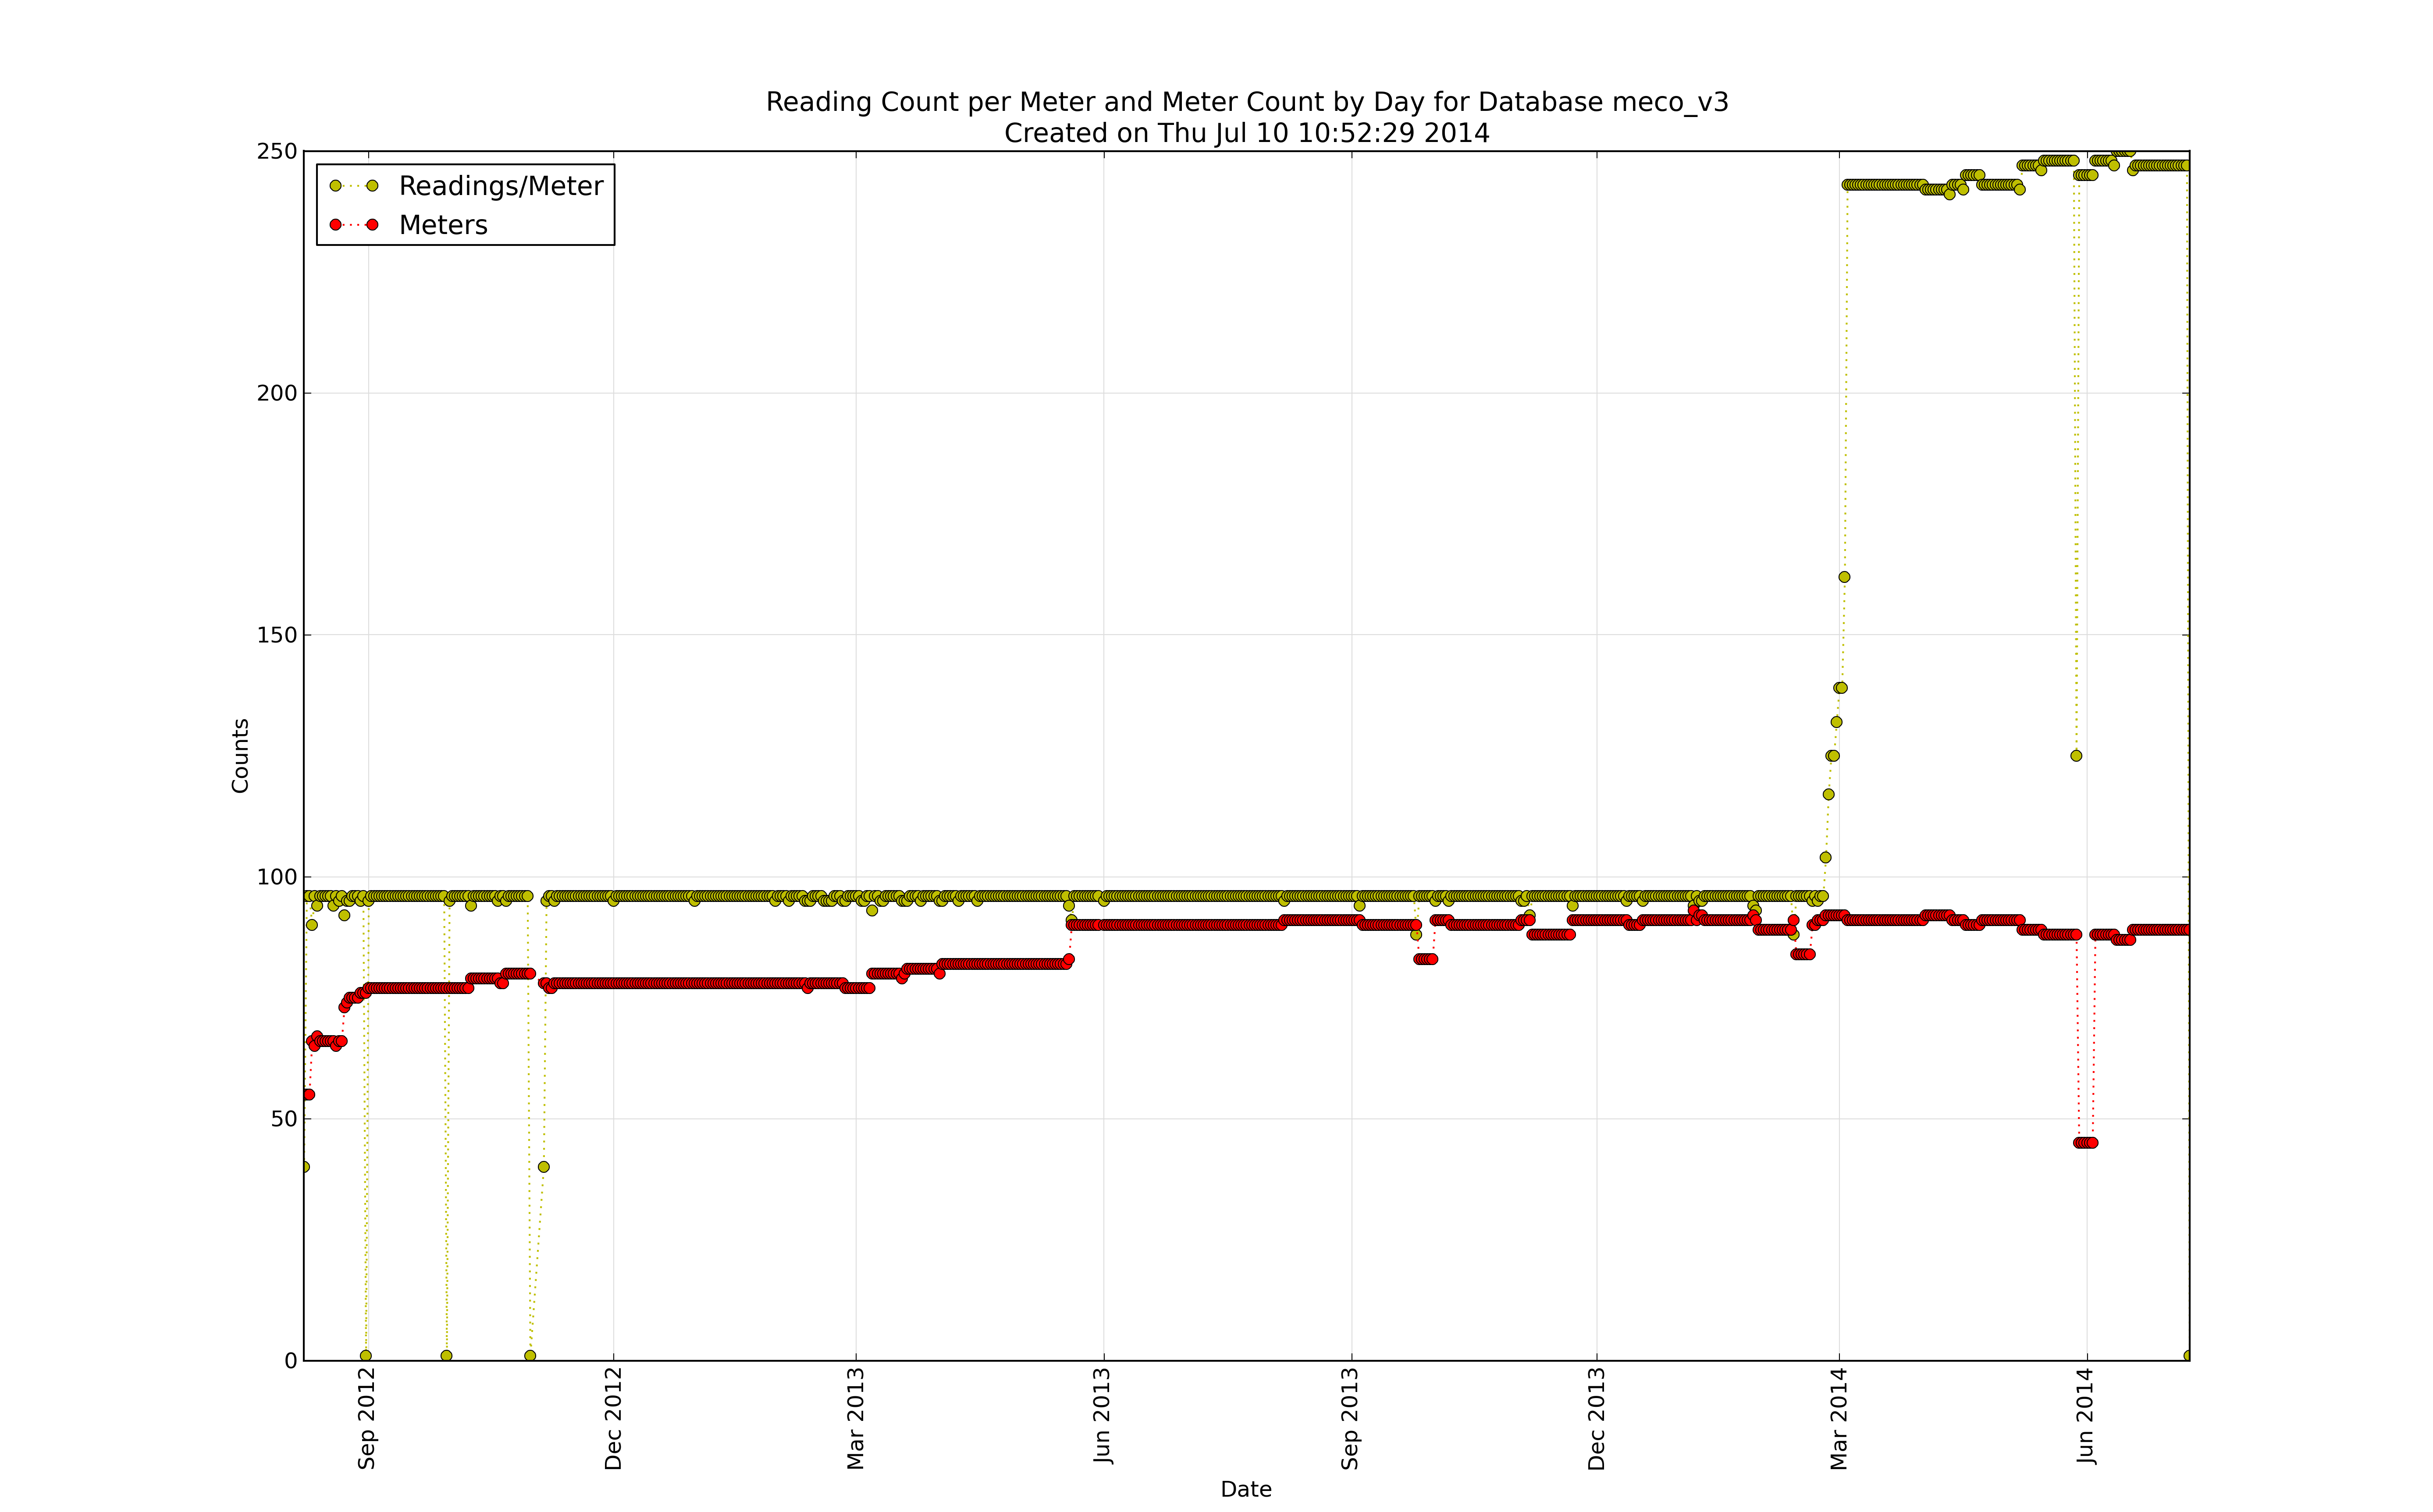 Reading Count per Meter and Meter Count by Day for Database meco_v3
Created on Thu Jul 10 10:52:29 2014
Readings/Meter
Meters
250
200
150
100
50
0
Counts
Sep 2012
Dec 2012
Mar 2013
Jun 2013
Sep 2013
Dec 2013
Mar 2014
Jun 2014
Date